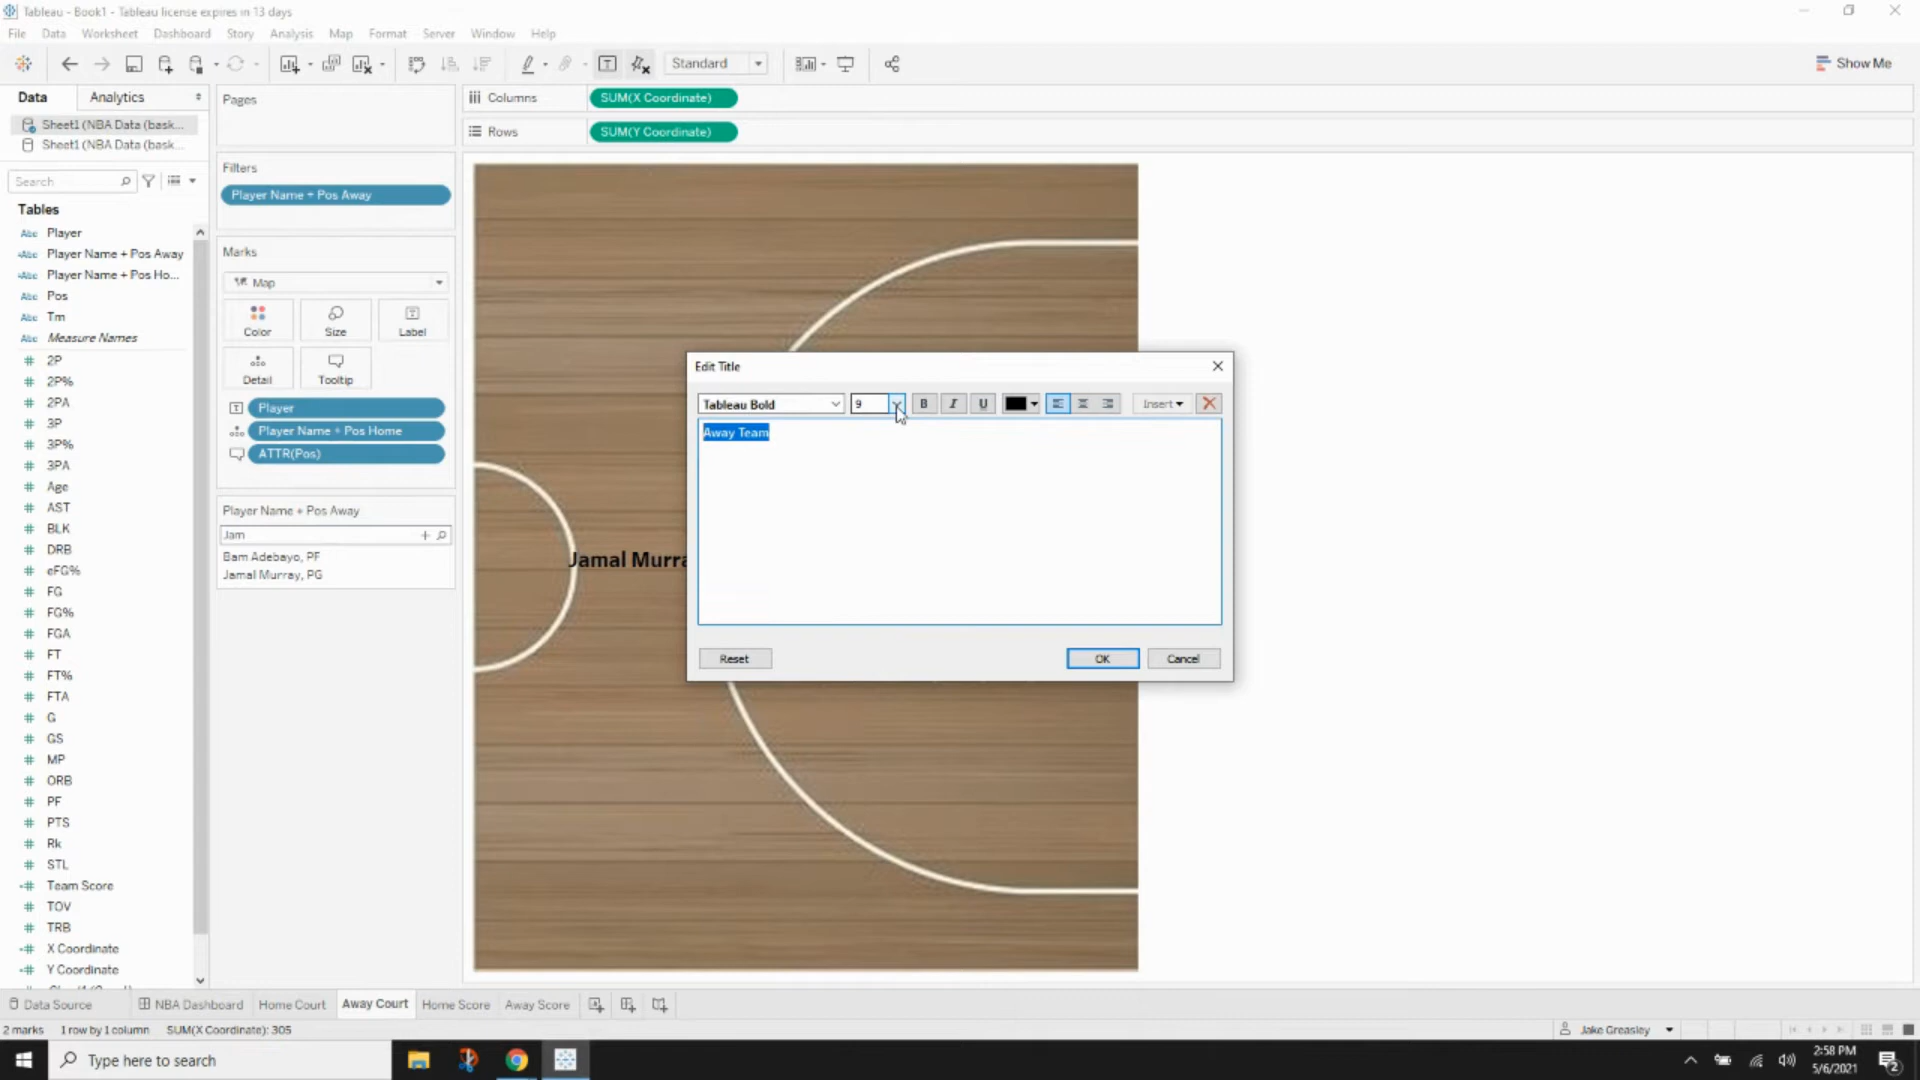 Tableau - Book1 - Tableau license expires in 13 days
File Data Worksheet Dashboard Story Analysis Map Format Server Window Help
Standard
Show Me
Data Analytics
Pages
Columns SUM(X Coordinate)
Sheet1 (NBA Data (bask...
Rows SUM(Y Coordinate)
Sheet1 (NBA Data (bask...
Search
Filters
Player Name + Pos Away
Tables
Abc Player
Abc Player Name + Pos Away
Abc Player Name + Pos Ho...
Abc Pos
Abc Tm
Abc Measure Names
# 2P
# 2P%
# 2PA
# 3P
# 3P%
# 3PA
# Age
# AST
# BLK
# DRB
# eFG%
# FG
# FG%
# FGA
# FT
# FT%
# FTA
# G
# GS
# MP
# ORB
# PF
# PTS
# Rk
# STL
# Team Score
# TOV
# TRB
# X Coordinate
# Y Coordinate
Marks
Map
Color Size Label
Detail Tooltip
Player
Player Name + Pos Home
ATTR(Pos)
Player Name + Pos Away
Jam
Bam Adebayo, PF
Jamal Murray, PG
Jamal Murra
Edit Title
Tableau Bold 9 B I U Insert
Away Team
Reset OK Cancel
Data Source NBA Dashboard Home Court Away Court Home Score Away Score
2 marks 1 row by 1 column SUM(X Coordinate): 305
Jake Greasley
Type here to search
2:58 PM
5/6/2021
2